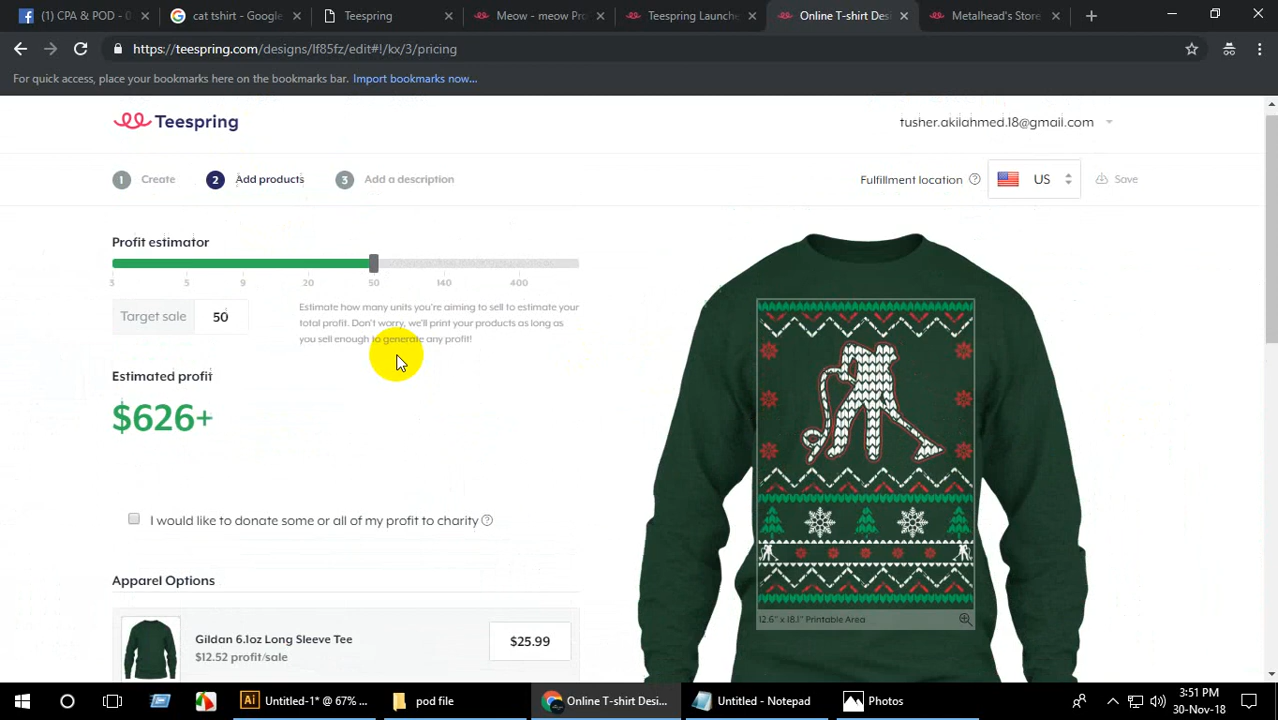 (1) CPA & POD -
cat tshirt - Google
Teespring
Meow - meow Pro
Teespring Launche
Online T-shirt Des
Metalhead's Store
https://teespring.com/designs/lf85fz/edit#!/kx/3/pricing
For quick access, place your bookmarks here on the bookmarks bar. Import bookmarks now...
Teespring
tusher.akilahmed.18@gmail.com
1 Create
2 Add products
3 Add a description
Fulfillment location ?
US
Save
Profit estimator
3 5 9 20 50 140 400
Target sale 50
Estimate how many units you're aiming to sell to estimate your
total profit. Don't worry, we'll print your products as long as
you sell enough to generate any profit!
Estimated profit
$626+
I would like to donate some or all of my profit to charity ?
Apparel Options
Gildan 6.1oz Long Sleeve Tee
$12.52 profit/sale
$25.99
12.6" x 18.1" Printable Area
Ai Untitled-1* @ 67% ...
pod file
Online T-shirt Desi...
Untitled - Notepad
Photos
3:51 PM
30-Nov-18